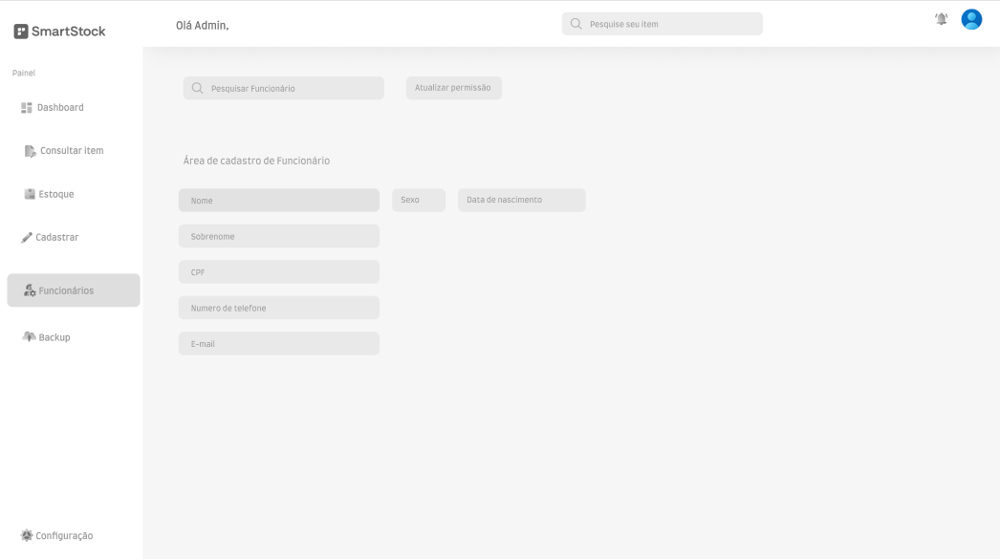 SmartStock
Olá Admin,
Pesquise seu item
Painel
Dashboard
Consultar item
Estoque
Cadastrar
Funcionários
Backup
Configuração
Pesquisar Funcionário
Atualizar permissão
Área de cadastro de Funcionário
Nome
Sexo
Data de nascimento
Sobrenome
CPF
Numero de telefone
E-mail